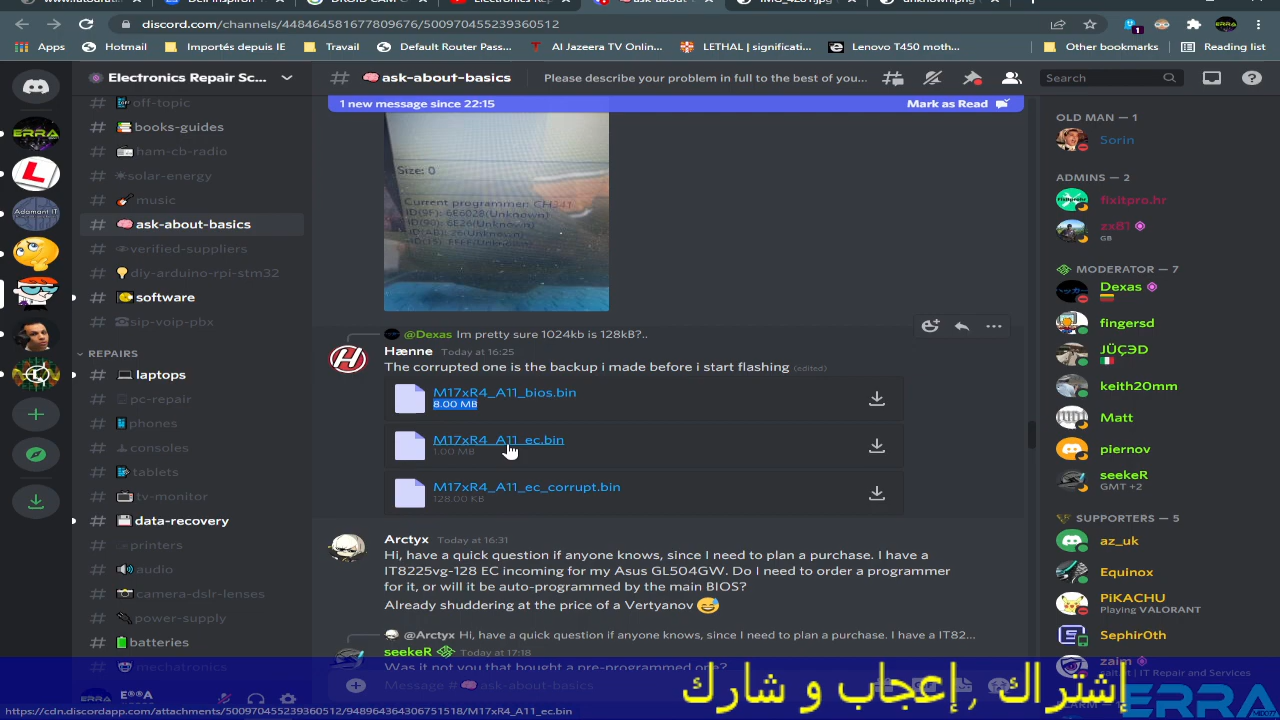 discord.com/channels/448464581677768876/500970455239360512
Apps
Hotmail
Importés depuis IE
Travail
Default Router Pass...
Al Jazeera TV Onlin...
LETHAL | significati...
Lenovo T450 moth...
Other bookmarks
Reading list
Electronics Repair Sc...
ask-about-basics
Please describe your problem in full to the best of you...
Search
off-topic
books-guides
ham-cb-radio
solar-energy
music
ask-about-basics
verified-suppliers
diy-arduino-rpi-stm32
software
sip-voip-pbx
REPAIRS
laptops
pc-repair
phones
consoles
tablets
tv-monitor
data-recovery
printers
audio
camera-dslr-lenses
power-supply
batteries
mechatronics
ERRA
Adamant IT
1 new message since 22:15
Mark as Read
Size: 0
Current programmer: CH341
ID(9F): 6E6028(Unknown)
ID(90): 6E26(Unknown)
ID(AB): 26(Unknown)
ID(15): FFFF(Unknown)
@Dexas Im pretty sure 1024kb is 128kB?..
Hænne Today at 16:25
The corrupted one is the backup i made before i start flashing (edited)
M17xR4_A11_bios.bin
8.00 MB
M17xR4_A11_ec.bin
1.00 MB
M17xR4_A11_ec_corrupt.bin
128.00 KB
Arctyx Today at 16:31
Hi, have a quick question if anyone knows, since I need to plan a purchase. I have a
IT8225vg-128 EC incoming for my Asus GL504GW. Do I need to order a programmer
for it, or will it be auto-programmed by the main BIOS?
Already shuddering at the price of a Vertyanov
@Arctyx Hi, have a quick question if anyone knows, since I need to plan a purchase. I have a IT82...
seekeR Today at 17:18
Was it not you that bought a pre-programmed one?
Message # ask-about-basics
OLD MAN — 1
Sorin
ADMINS — 2
fixitpro.hr
zx81
GB
MODERATOR — 7
Dexas
fingersd
JÜÇƎD
keith20mm
Matt
piernov
seekeR
GMT +2
SUPPORTERS — 5
az_uk
Equinox
PiKACHU
Playing VALORANT
Sephir0th
zaim
إشتراك , إعجاب و شارك
ERRA
https://cdn.discordapp.com/attachments/500970455239360512/948964364306751518/M17xR4_A11_ec.bin